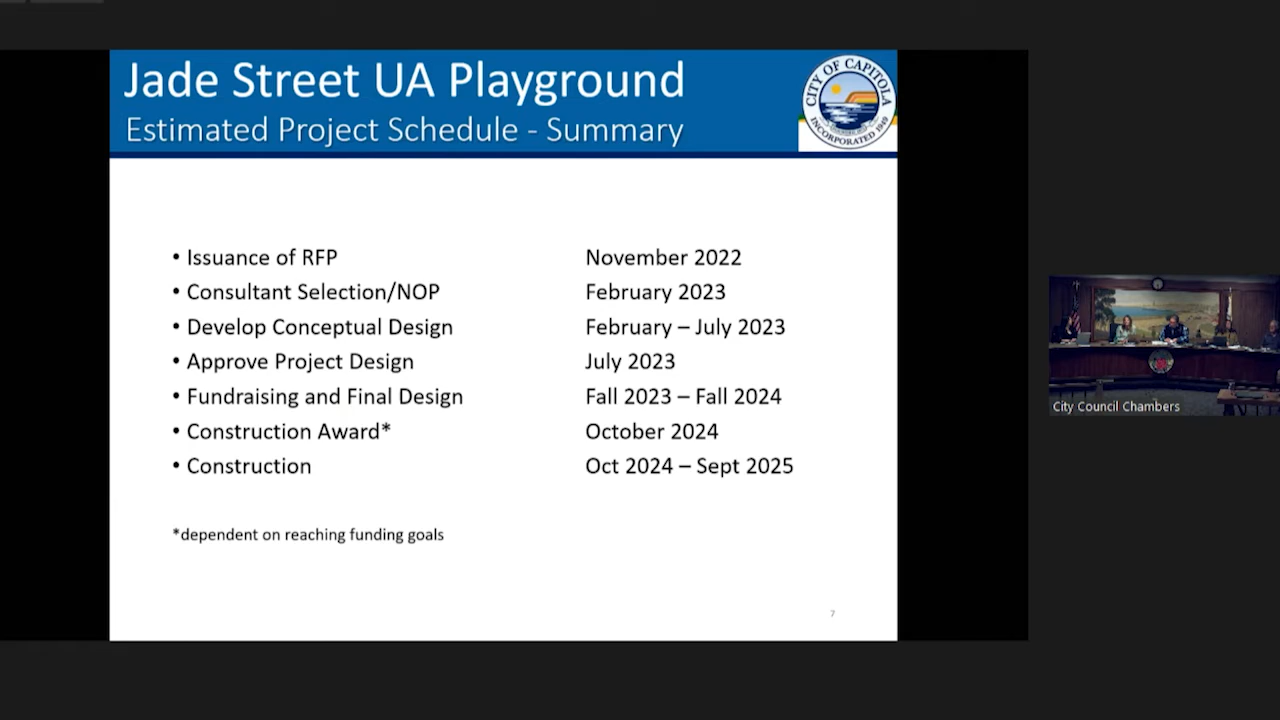 Jade Street UA Playground
Estimated Project Schedule - Summary
CITY OF CAPITOLA
INCORPORATED 1949
• Issuance of RFP November 2022
• Consultant Selection/NOP February 2023
• Develop Conceptual Design February – July 2023
• Approve Project Design July 2023
• Fundraising and Final Design Fall 2023 – Fall 2024
• Construction Award* October 2024
• Construction Oct 2024 – Sept 2025
*dependent on reaching funding goals
7
City Council Chambers